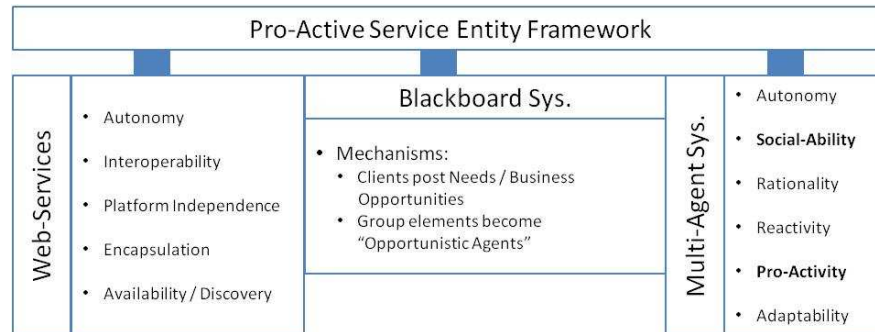 Pro-Active Service Entity Framework
Web-Services
• Autonomy
• Interoperability
• Platform Independence
• Encapsulation
• Availability / Discovery
Blackboard Sys.
• Mechanisms:
• Clients post Needs / Business
Opportunities
• Group elements become
“Opportunistic Agents”
Multi-Agent Sys.
• Autonomy
• Social-Ability
• Rationality
• Reactivity
• Pro-Activity
• Adaptability